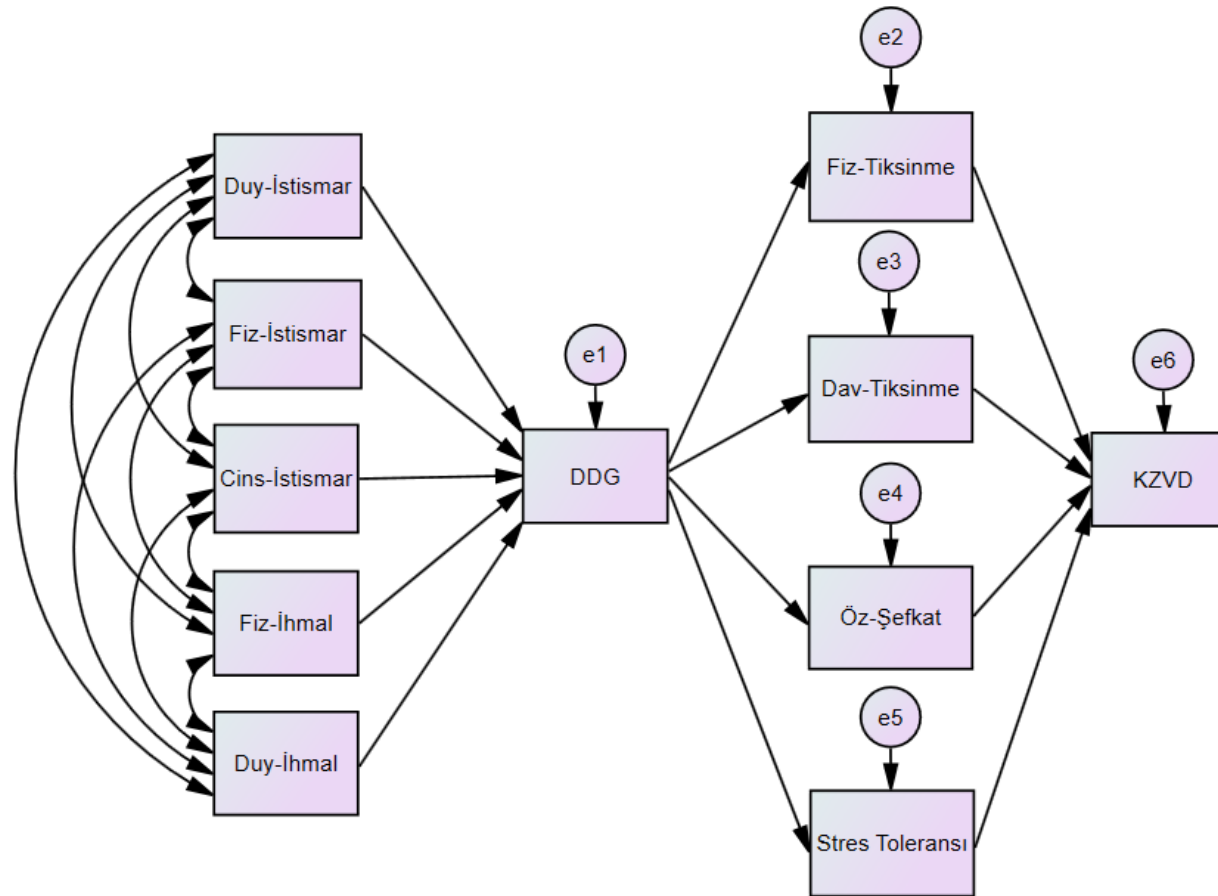 e2
Duy-İstismar
Fiz-Tiksinme
e3
Fiz-İstismar
e1
Dav-Tiksinme
e6
Cins-İstismar
DDG
KZVD
e4
Fiz-İhmal
Öz-Şefkat
e5
Duy-İhmal
Stres Toleransı